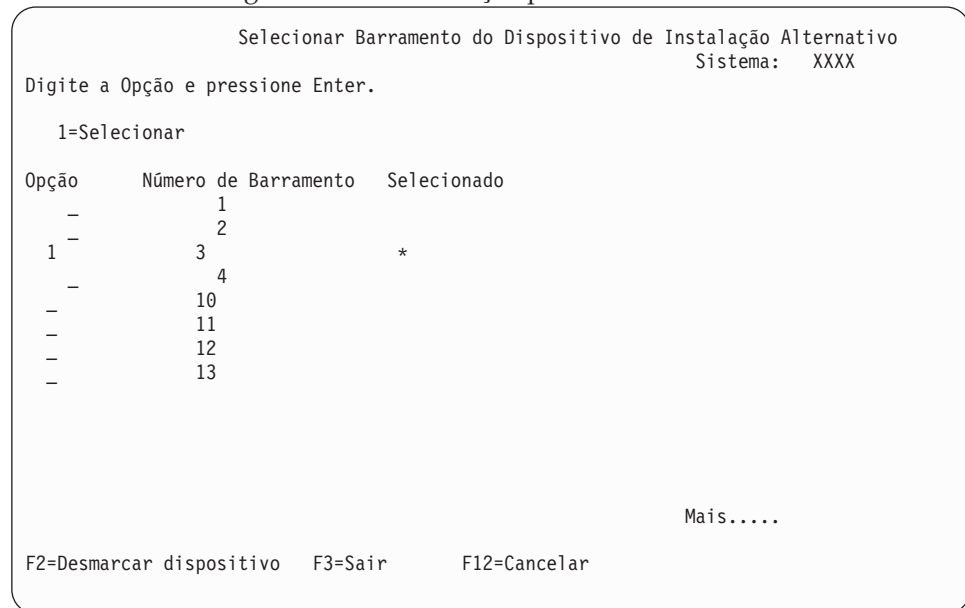 Selecionar Barramento do Dispositivo de Instalação Alternativo
Sistema: XXXX
Digite a Opção e pressione Enter.
1=Selecionar
Opção Número de Barramento Selecionado
_ 1
_ 2
1 3 *
_ 4
_ 10
_ 11
_ 12
_ 13
Mais.....
F2=Desmarcar dispositivo F3=Sair F12=Cancelar